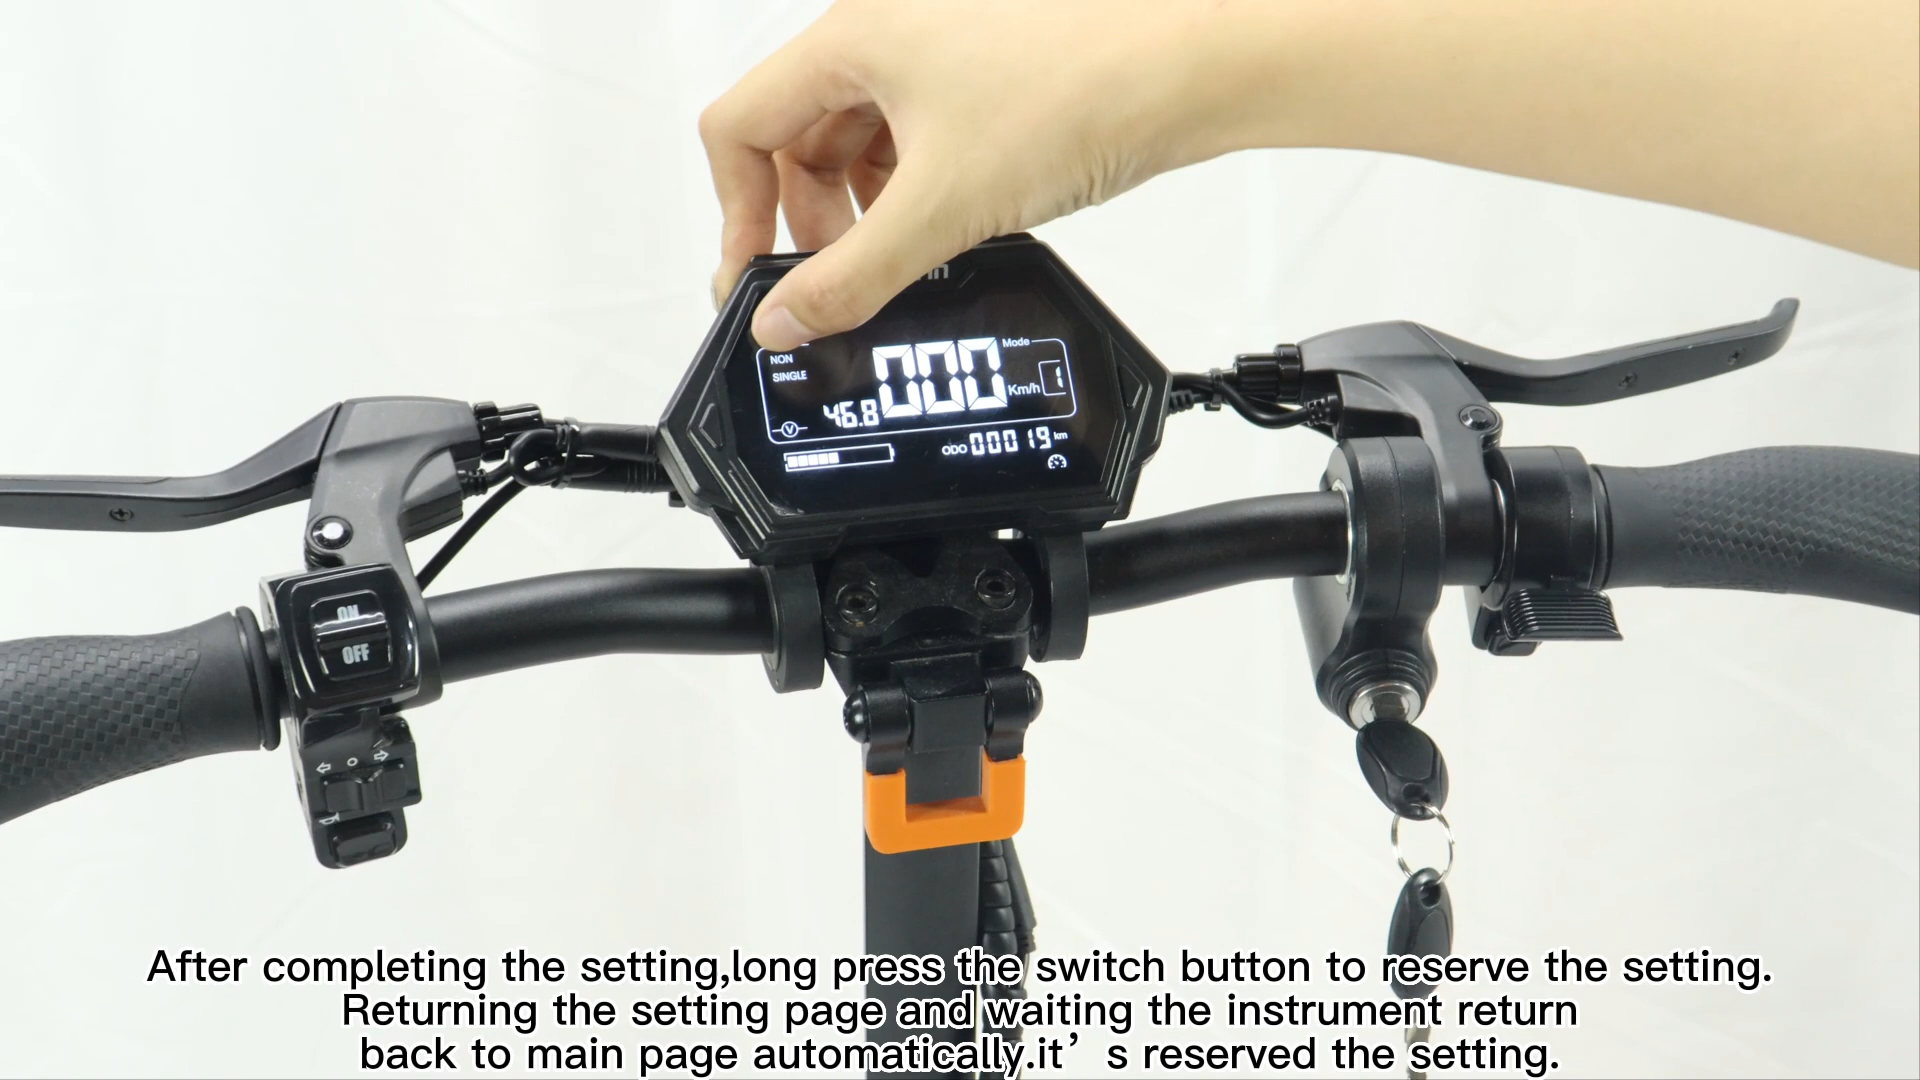 NON
SINGLE
46.8
000
Mode
1
Km/h
V
ODO 00019 km
ON
OFF
After completing the setting,long press the switch button to reserve the setting.
Returning the setting page and waiting the instrument return
back to main page automatically.it’s reserved the setting.